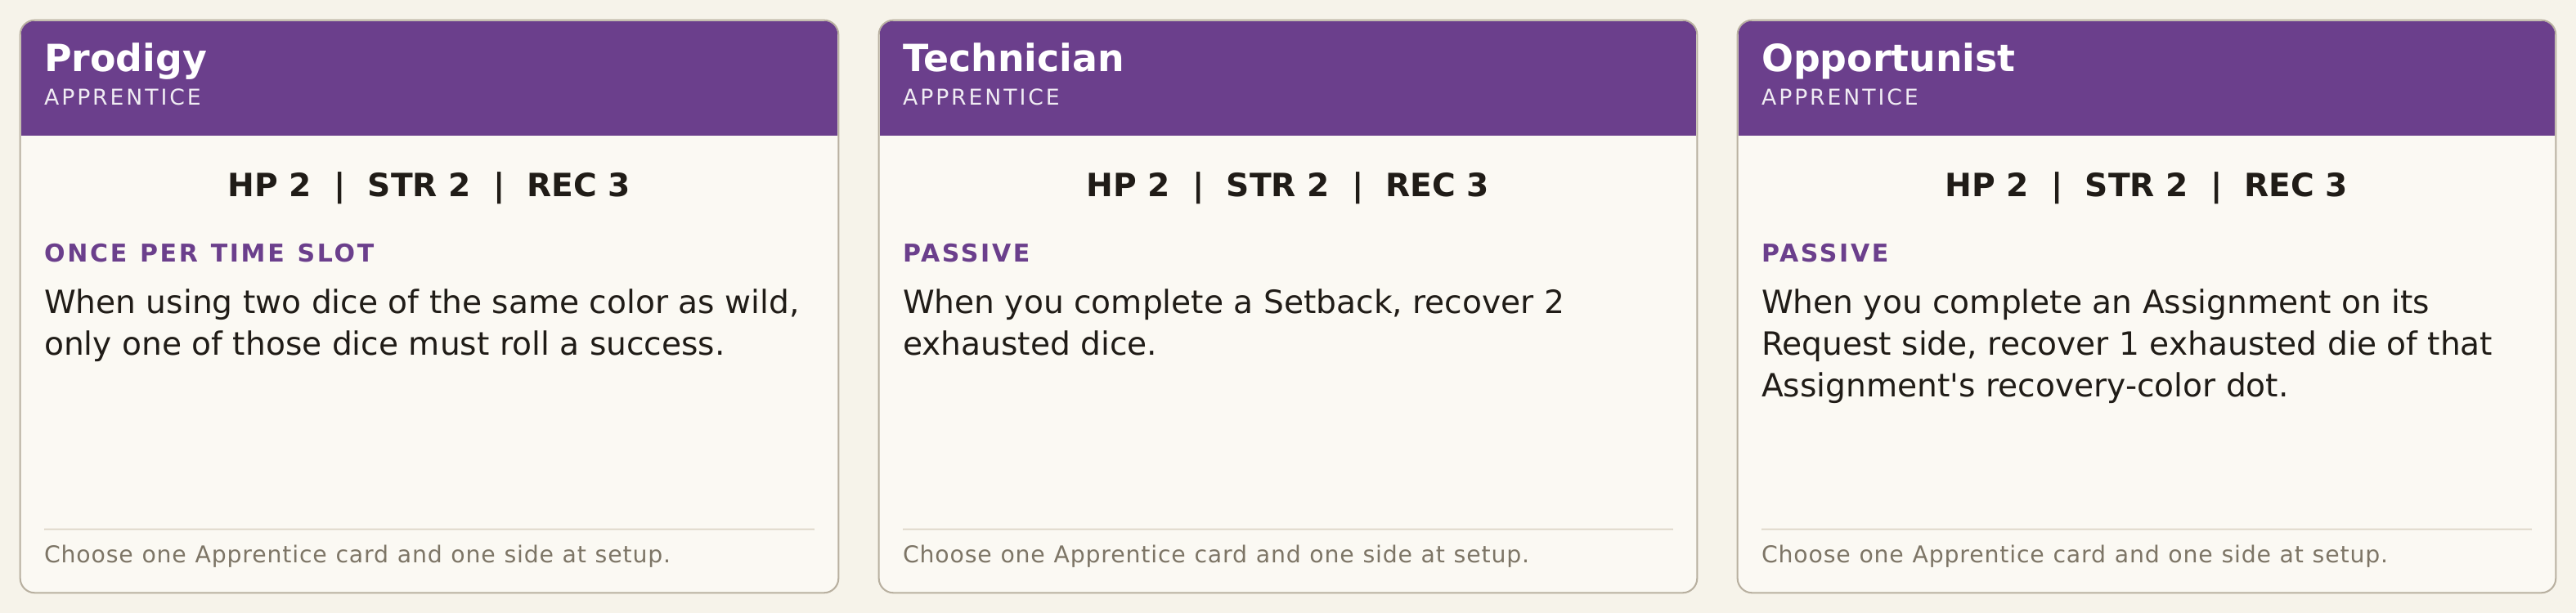 Prodigy
APPRENTICE
HP 2 | STR 2 | REC 3
ONCE PER TIME SLOT
When using two dice of the same color as wild,
only one of those dice must roll a success.
Choose one Apprentice card and one side at setup.
Technician
APPRENTICE
HP 2 | STR 2 | REC 3
PASSIVE
When you complete a Setback, recover 2
exhausted dice.
Choose one Apprentice card and one side at setup.
Opportunist
APPRENTICE
HP 2 | STR 2 | REC 3
PASSIVE
When you complete an Assignment on its
Request side, recover 1 exhausted die of that
Assignment's recovery-color dot.
Choose one Apprentice card and one side at setup.